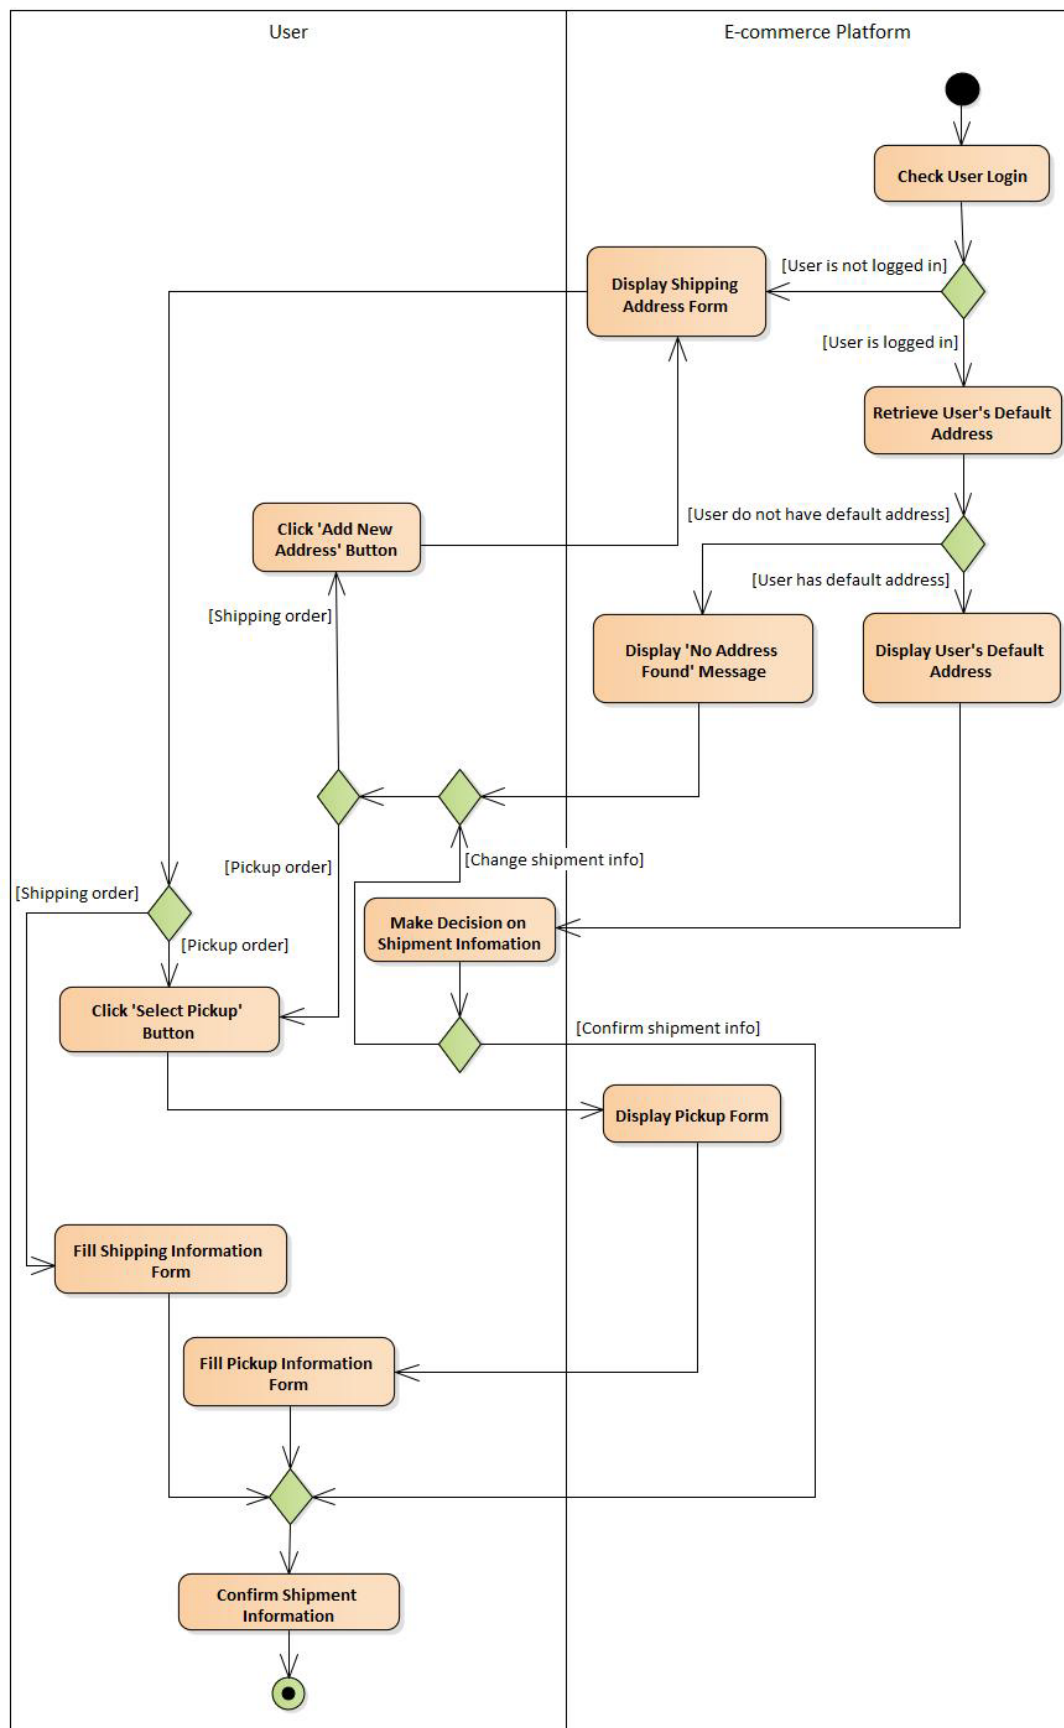 User
E-commerce Platform
Check User Login
[User is not logged in]
Display Shipping
Address Form
[User is logged in]
Retrieve User's Default
Address
Click 'Add New
Address' Button
[User do not have default address]
[User has default address]
[Shipping order]
Display 'No Address
Found' Message
Display User's Default
Address
[Change shipment info]
[Pickup order]
[Shipping order]
Make Decision on
Shipment Infomation
[Pickup order]
Click 'Select Pickup'
Button
[Confirm shipment info]
Display Pickup Form
Fill Shipping Information
Form
Fill Pickup Information
Form
Confirm Shipment
Information